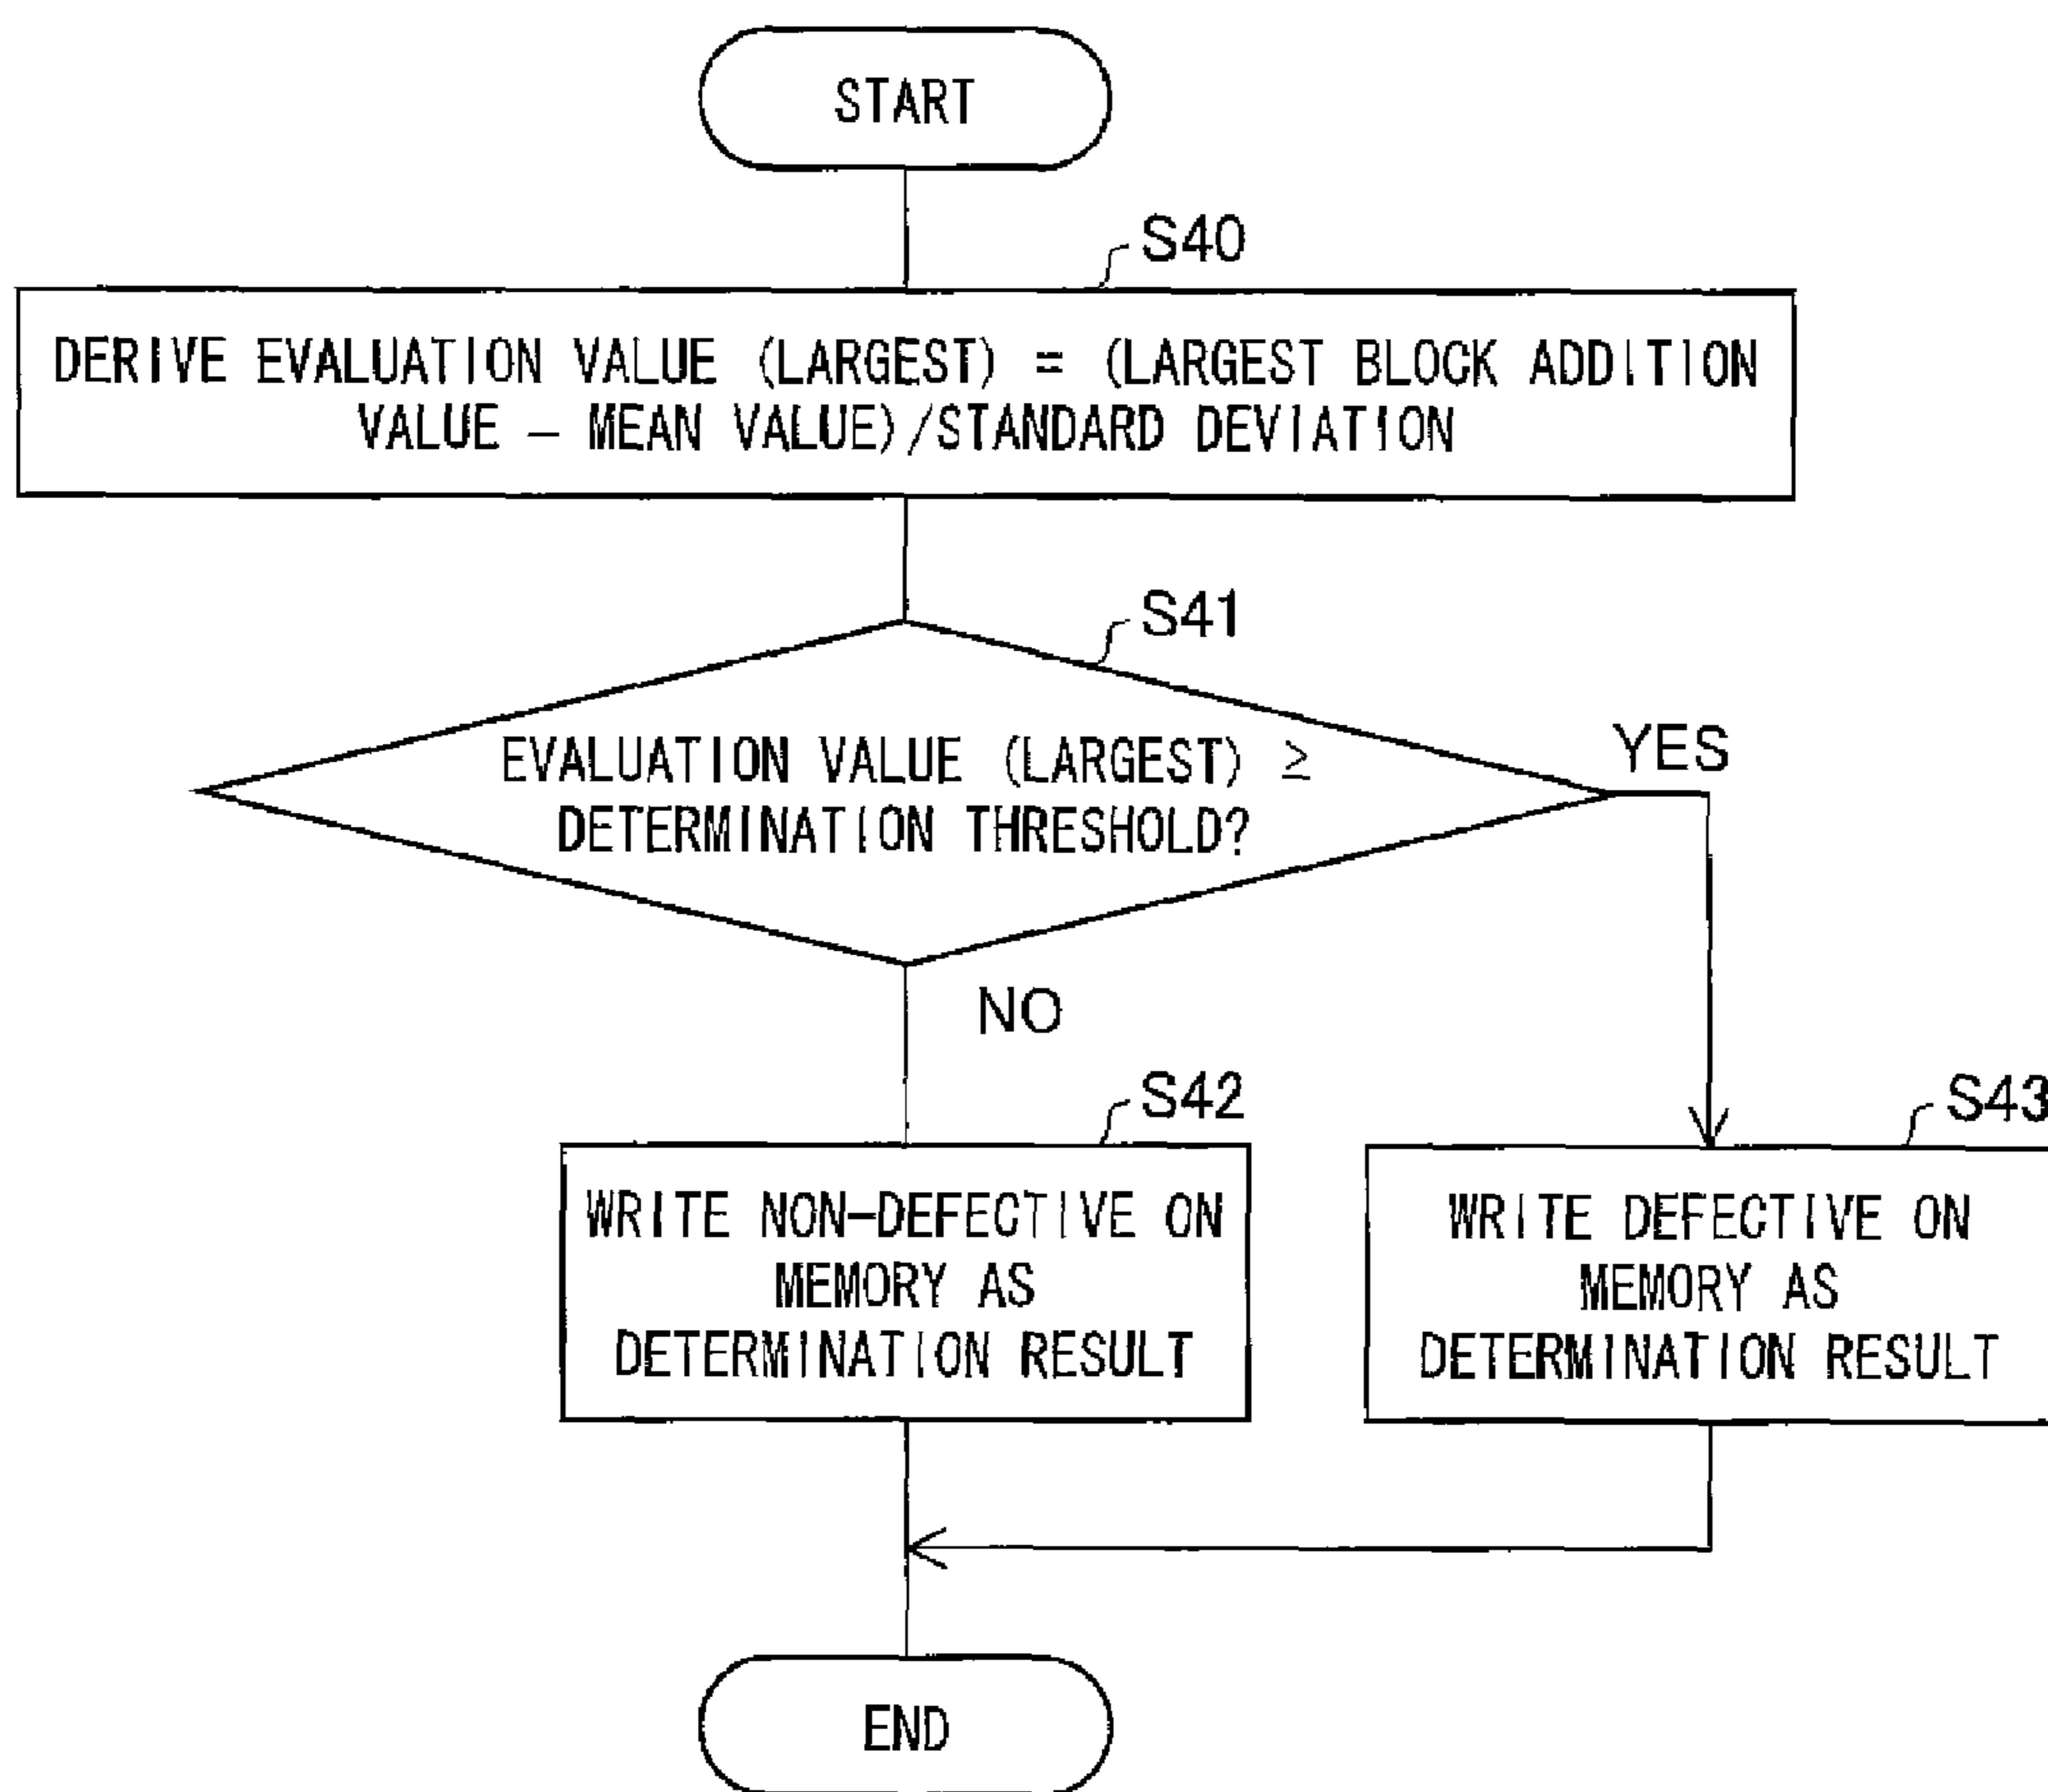 START
S40
DERIVE EVALUATION VALUE (LARGEST) = (LARGEST BLOCK ADDITION
VALUE – MEAN VALUE)/STANDARD DEVIATION
S41
EVALUATION VALUE (LARGEST) ≥
DETERMINATION THRESHOLD?
YES
NO
S42
WRITE NON-DEFECTIVE ON
MEMORY AS
DETERMINATION RESULT
S43
WRITE DEFECTIVE ON
MEMORY AS
DETERMINATION RESULT
END